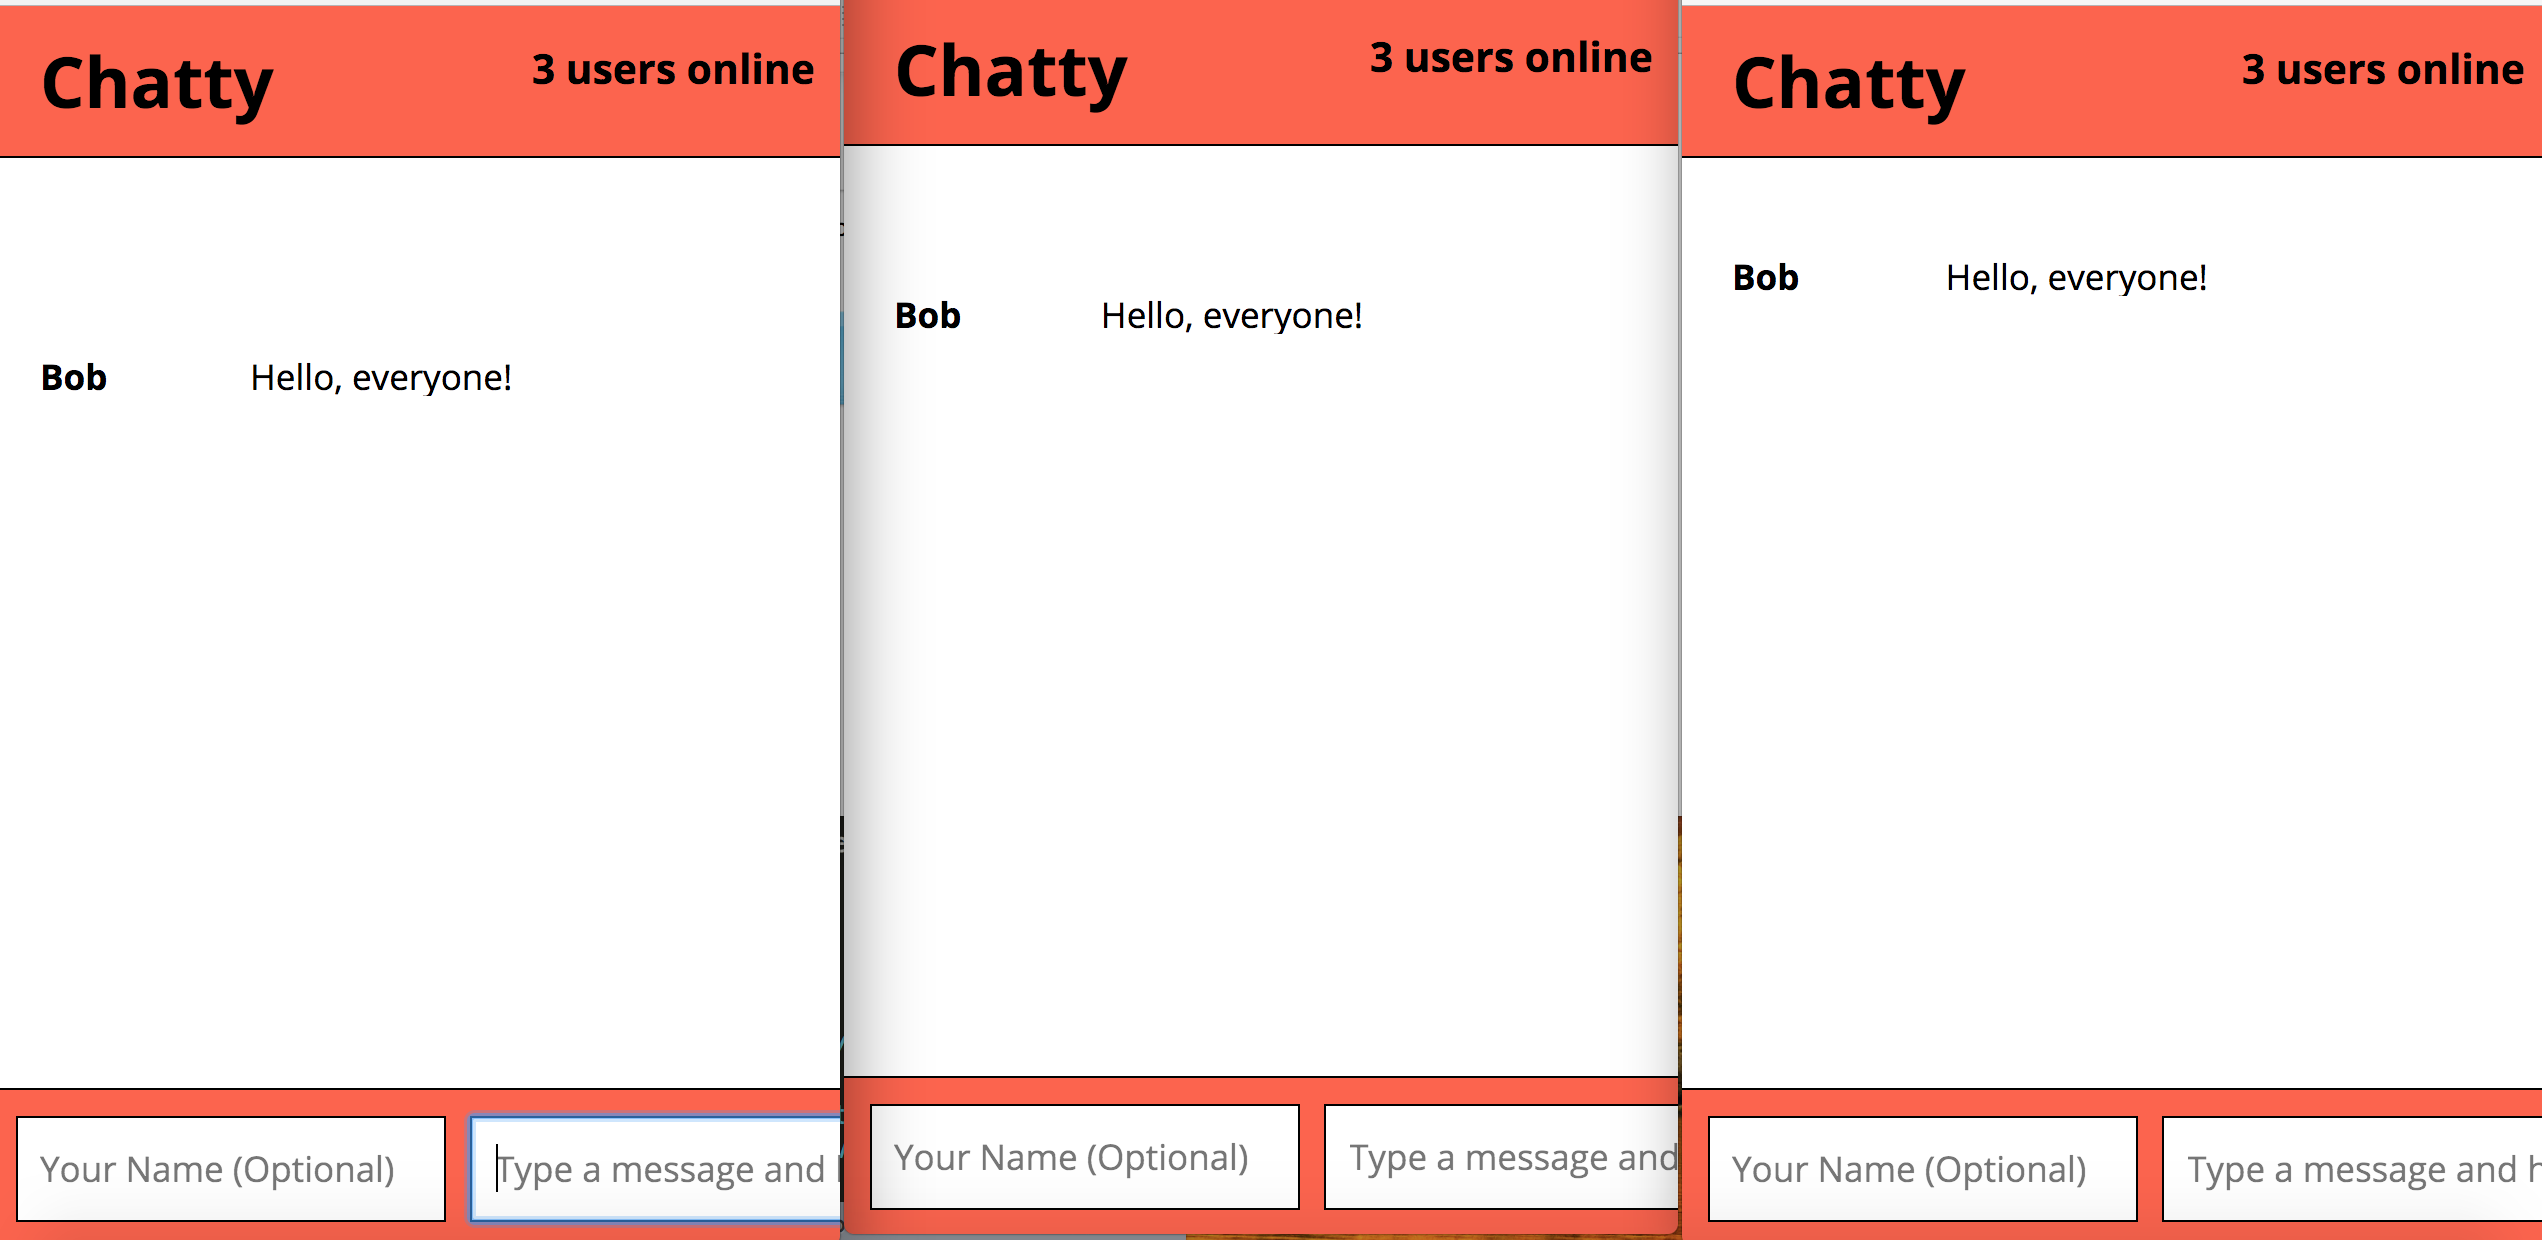 Chatty
3 users online
Bob Hello, everyone!
Your Name (Optional)
Type a message and
Chatty
3 users online
Bob Hello, everyone!
Your Name (Optional)
Type a message and
Chatty
3 users online
Bob Hello, everyone!
Your Name (Optional)
Type a message and h